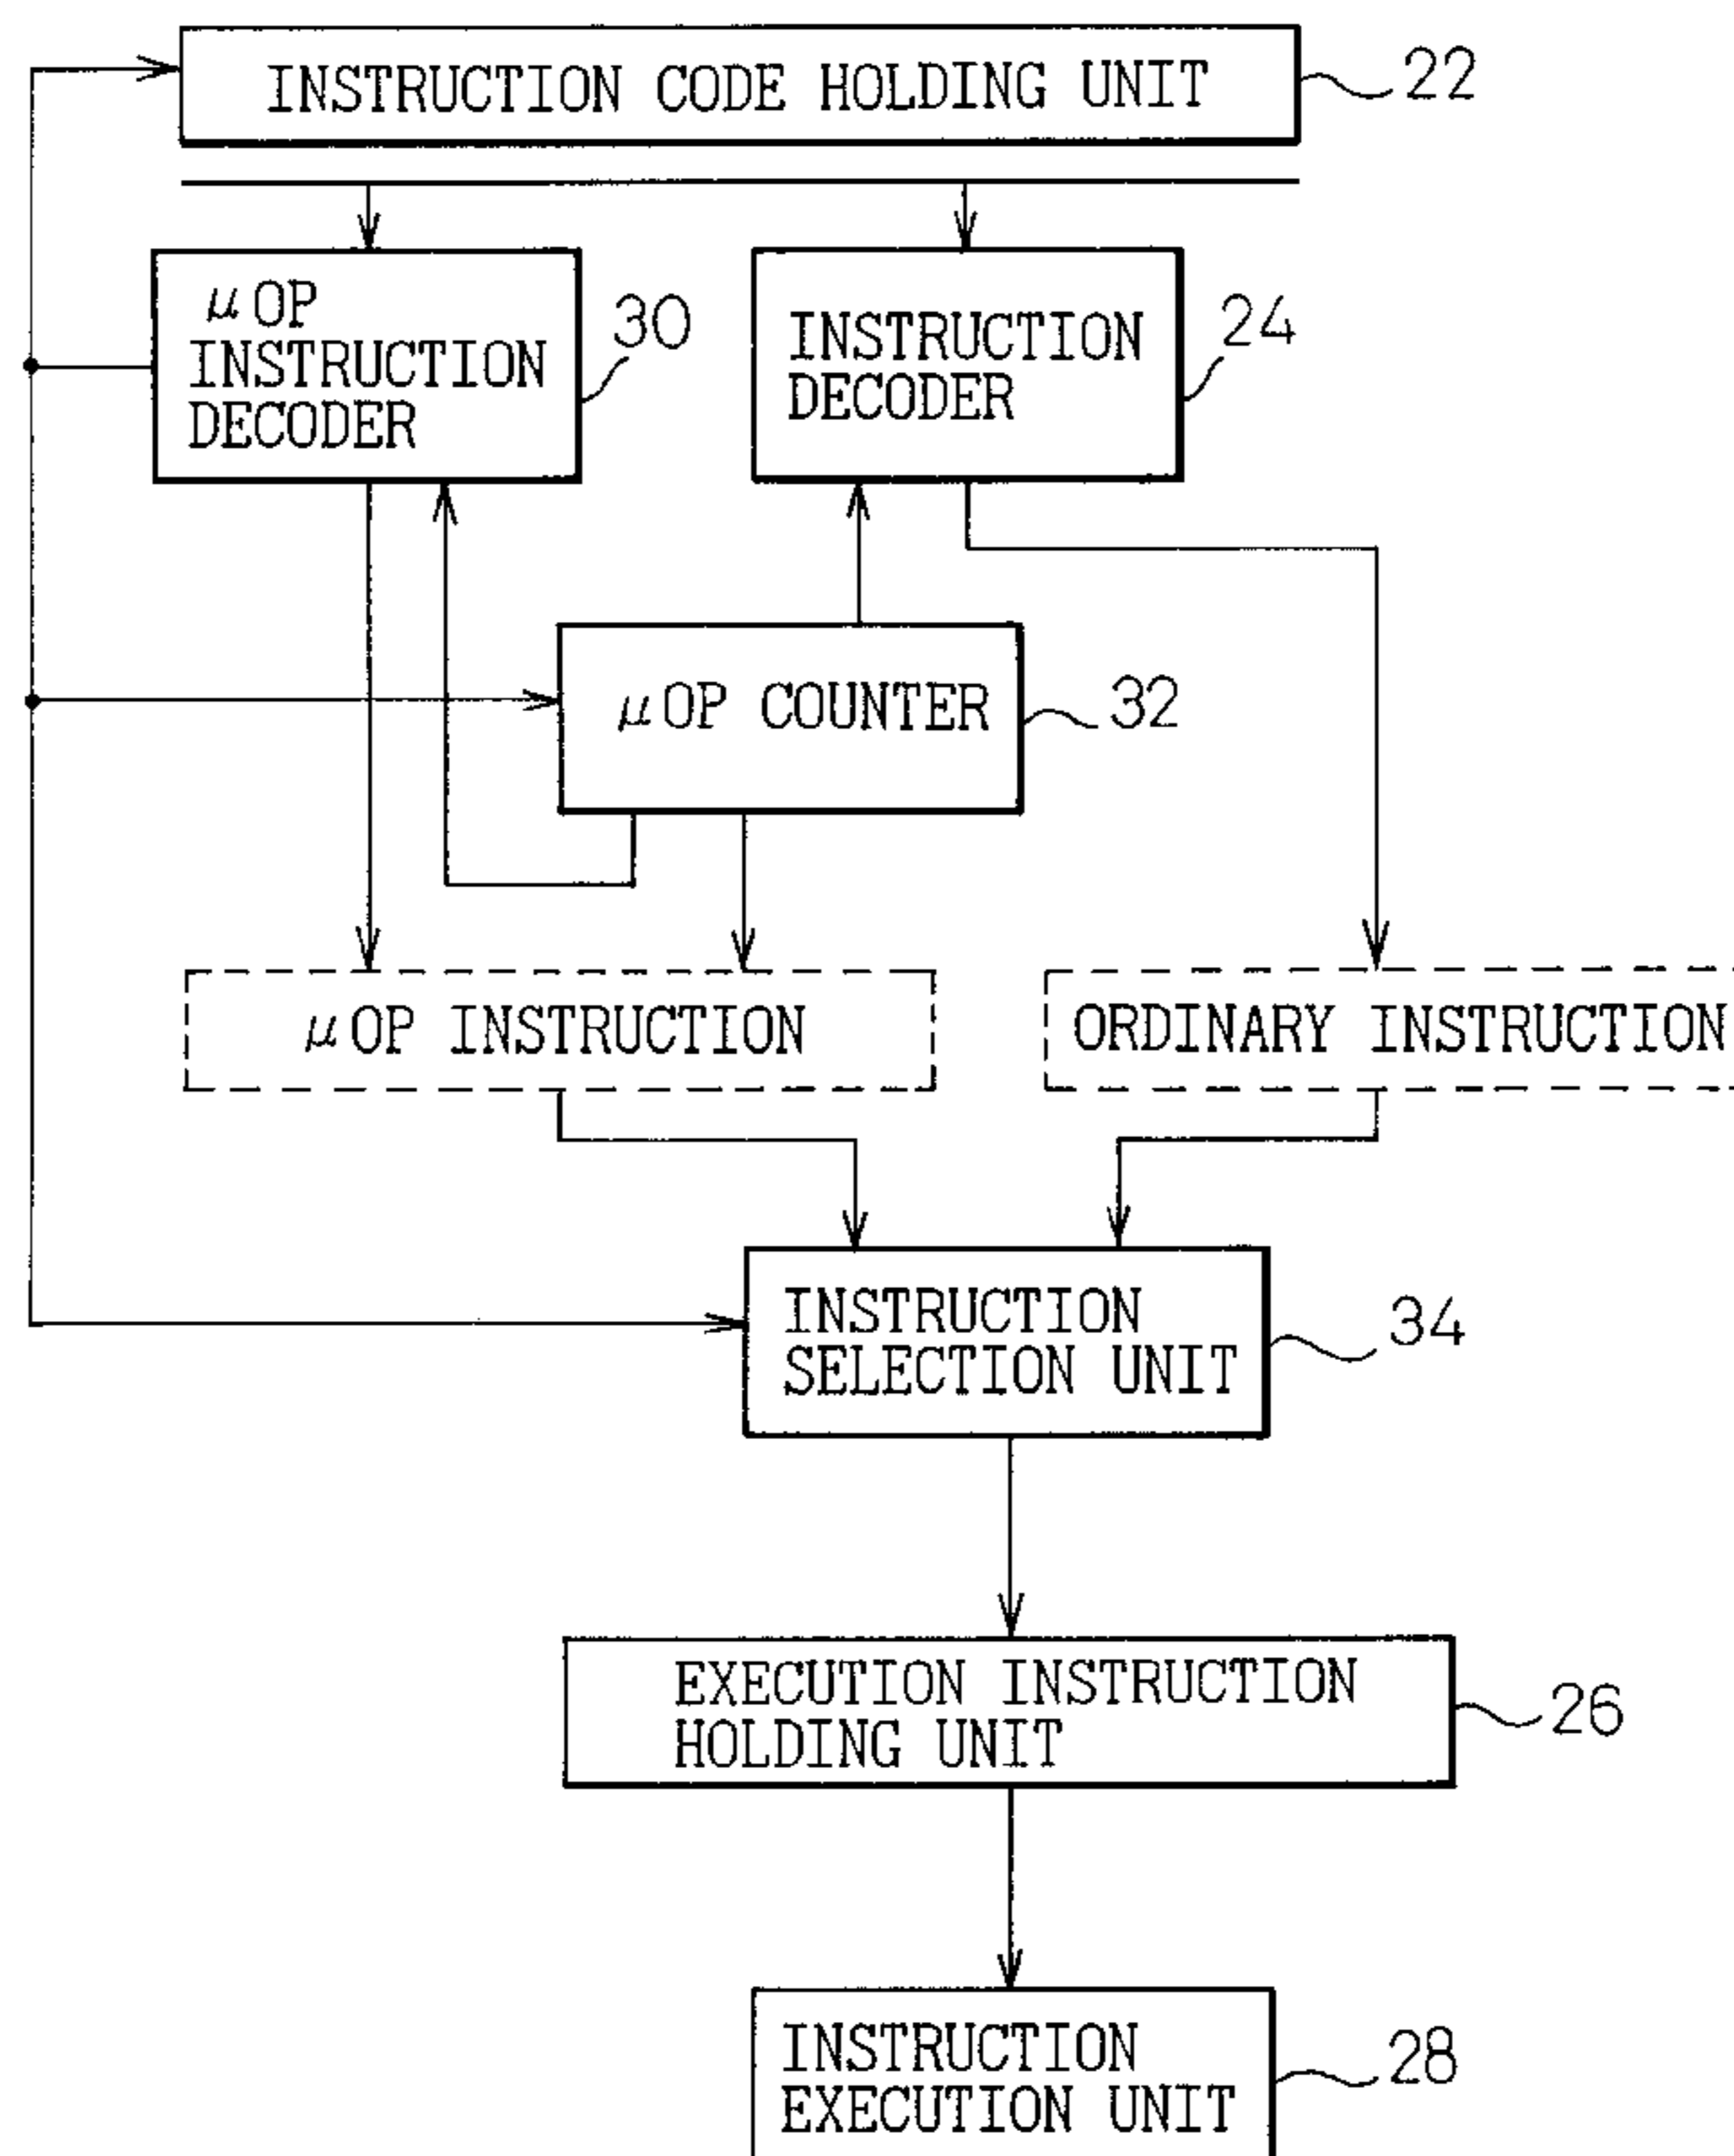 INSTRUCTION CODE HOLDING UNIT
22
μOP
INSTRUCTION
DECODER
30
INSTRUCTION
DECODER
24
μOP COUNTER
32
μOP INSTRUCTION
ORDINARY INSTRUCTION
INSTRUCTION
SELECTION UNIT
34
EXECUTION INSTRUCTION
HOLDING UNIT
26
INSTRUCTION
EXECUTION UNIT
28